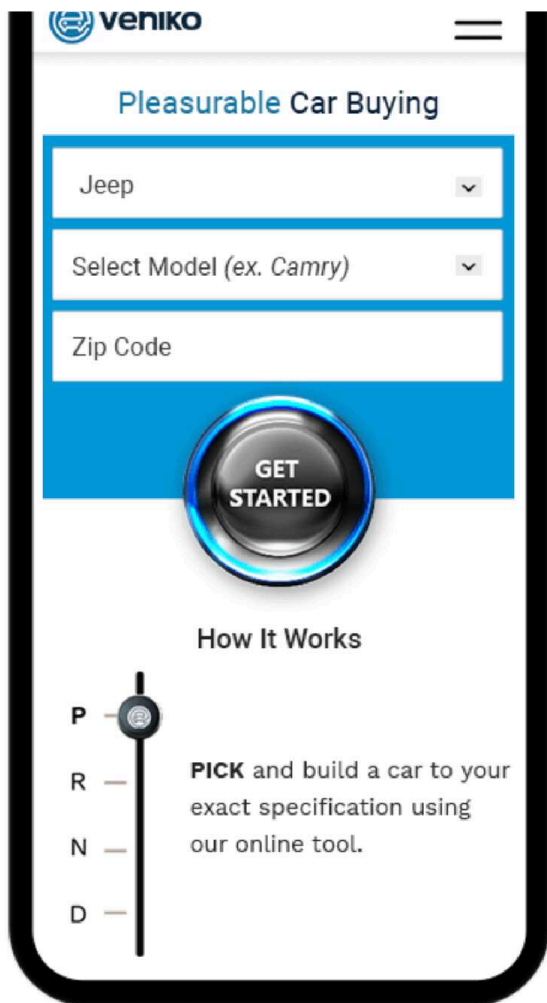 veniko
Pleasurable Car Buying
Jeep
Select Model (ex. Camry)
Zip Code
GET
STARTED
How It Works
P
R
N
D
PICK and build a car to your
exact specification using
our online tool.